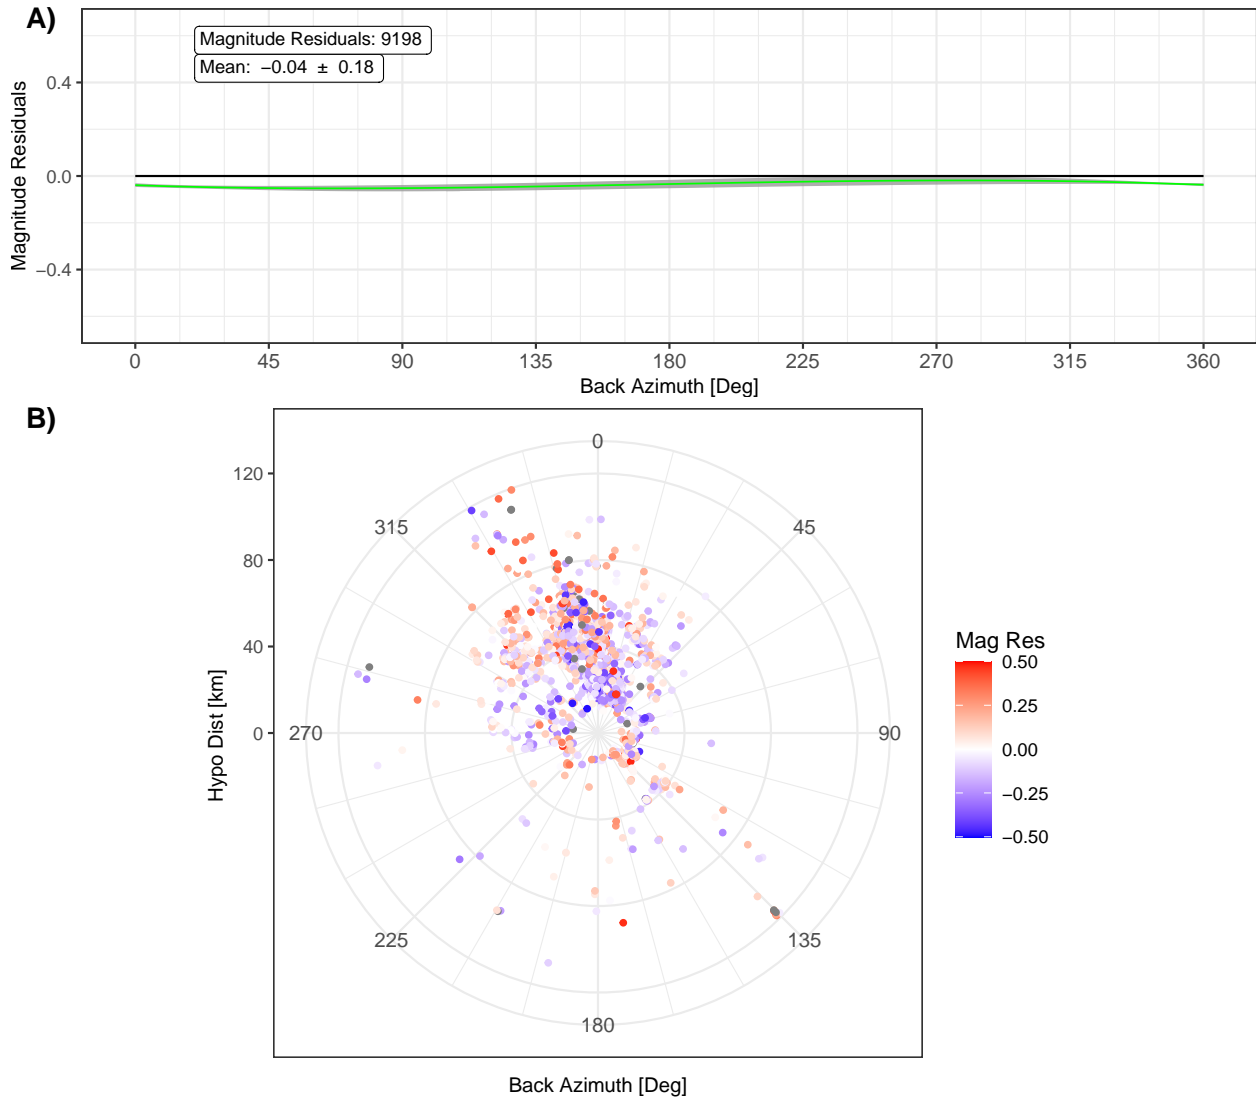 A)
Magnitude Residuals: 9198
Mean:  −0.04  ±  0.18
Magnitude Residuals
0.4
0.0
−0.4
0 45 90 135 180 225 270 315 360
Back Azimuth [Deg]
B)
Hypo Dist [km]
120
80
40
0
0
45
90
135
180
225
270
315
Back Azimuth [Deg]
Mag Res
0.50
0.25
0.00
−0.25
−0.50